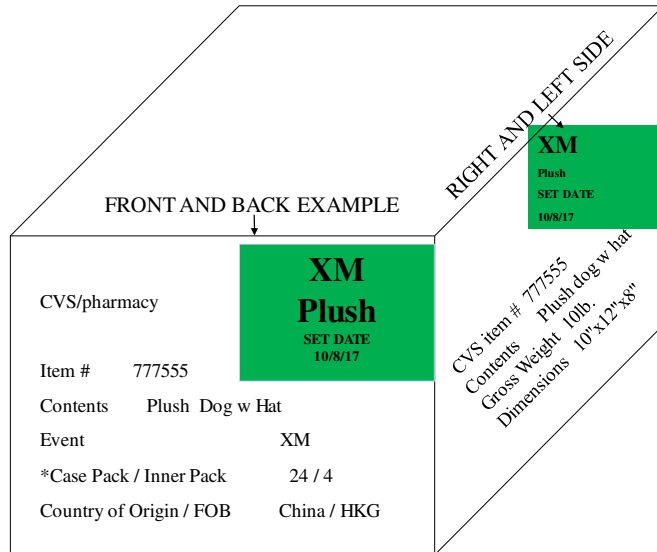 RIGHT AND LEFT SIDE
XM
Plush
SET DATE
10/8/17
FRONT AND BACK EXAMPLE
XM
Plush
SET DATE
10/8/17
CVS/pharmacy
Item # 777555
Contents Plush Dog w Hat
Event XM
*Case Pack / Inner Pack 24 / 4
Country of Origin / FOB China / HKG
CVS item # 777555
Contents Plush dog w hat
Gross Weight 10lb.
Dimensions 10"x12"x8"